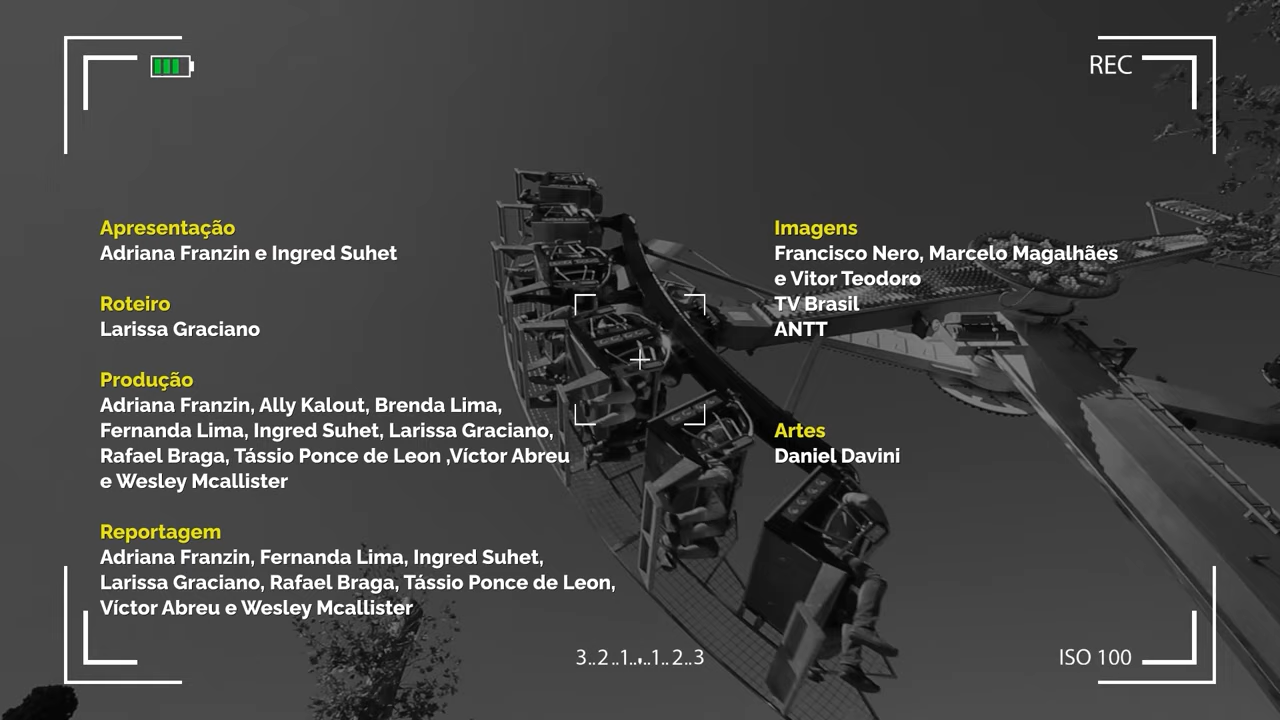 REC
Apresentação
Adriana Franzin e Ingred Suhet
Roteiro
Larissa Graciano
Produção
Adriana Franzin, Ally Kalout, Brenda Lima,
Fernanda Lima, Ingred Suhet, Larissa Graciano,
Rafael Braga, Tássio Ponce de Leon ,Víctor Abreu
e Wesley Mcallister
Reportagem
Adriana Franzin, Fernanda Lima, Ingred Suhet,
Larissa Graciano, Rafael Braga, Tássio Ponce de Leon,
Víctor Abreu e Wesley Mcallister
Imagens
Francisco Nero, Marcelo Magalhães
e Vitor Teodoro
TV Brasil
ANTT
Artes
Daniel Davini
3..2..1..•..1..2..3
ISO 100